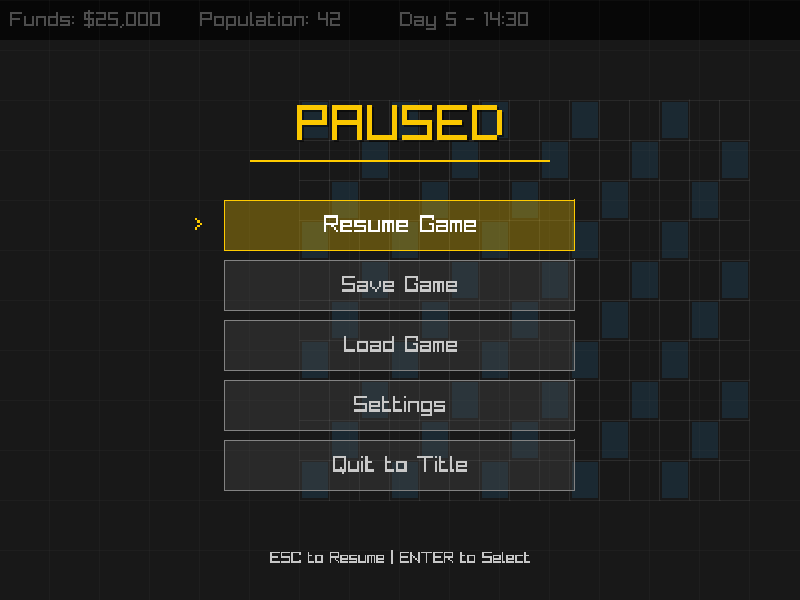 Funds: $25,000 Population: 42 Day 5 - 14:30
PAUSED
> Resume Game
Save Game
Load Game
Settings
Quit to Title
ESC to Resume | ENTER to Select